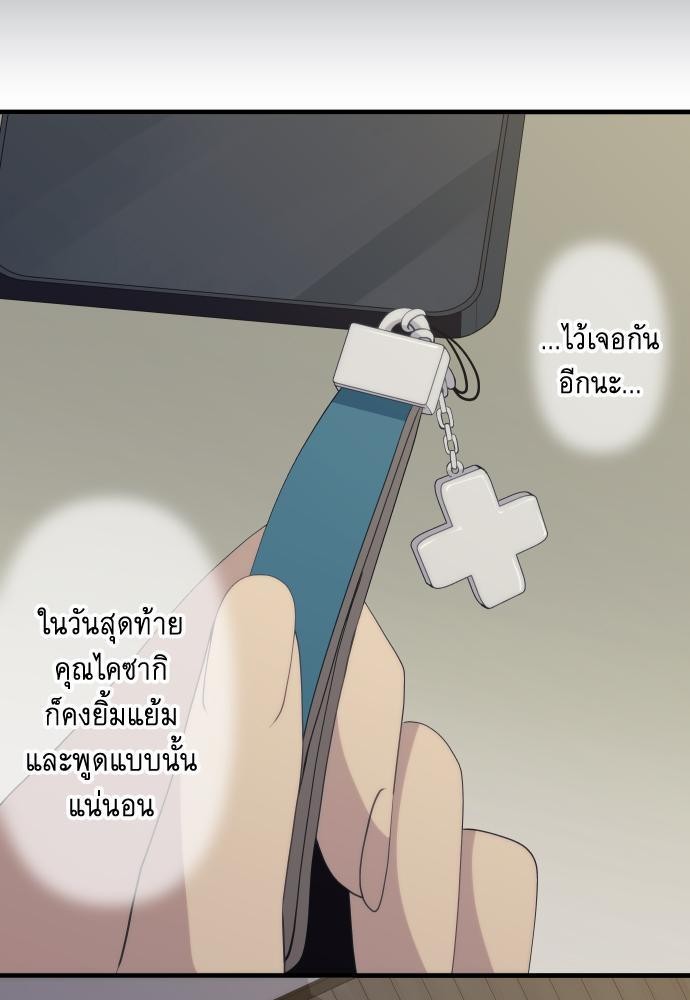 ...ไว้เจอกัน
อีกนะ...
ในวันสุดท้าย
คุณไคซากิ
ก็คงยิ้มแย้ม
และพูดแบบนั้น
แน่นอน